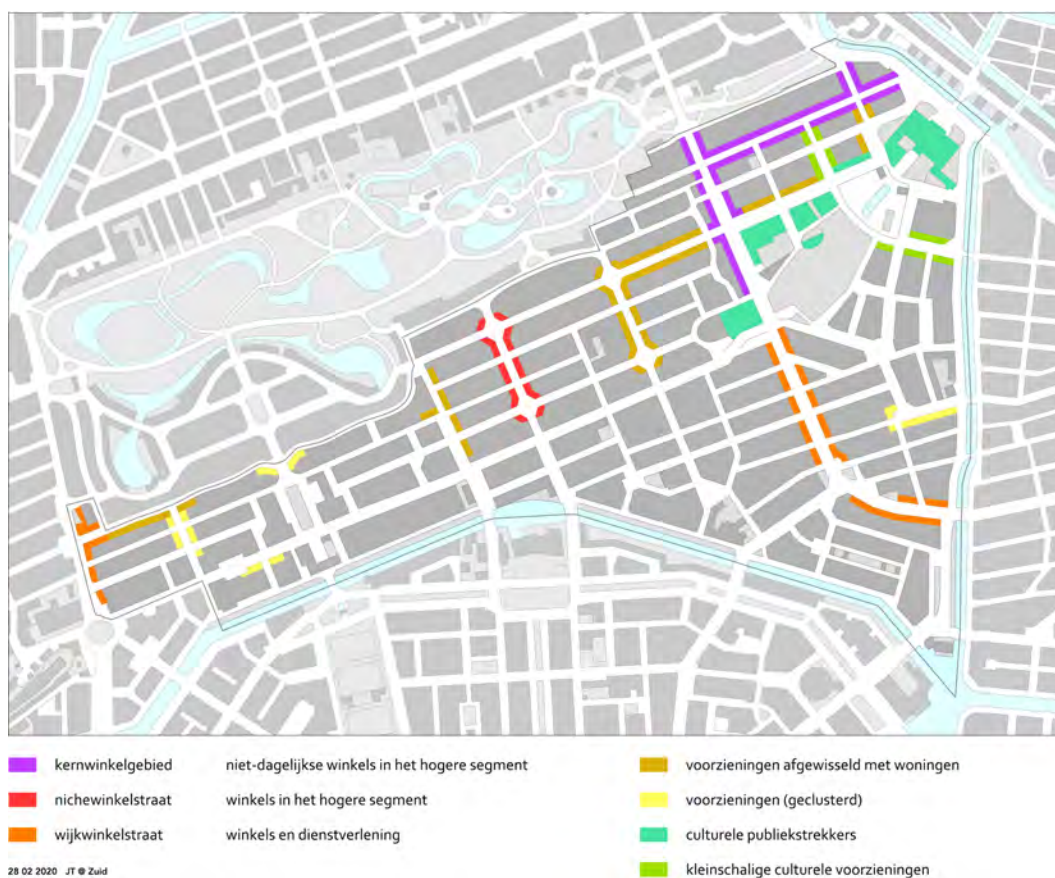 kernwinkelgebied niet-dagelijkse winkels in het hogere segment
nichewinkelstraat winkels in het hogere segment
wijkwinkelstraat winkels en dienstverlening
28 02 2020 JT @ Zuid
voorzieningen afgewisseld met woningen
voorzieningen (geclusterd)
culturele publiekstrekkers
kleinschalige culturele voorzieningen